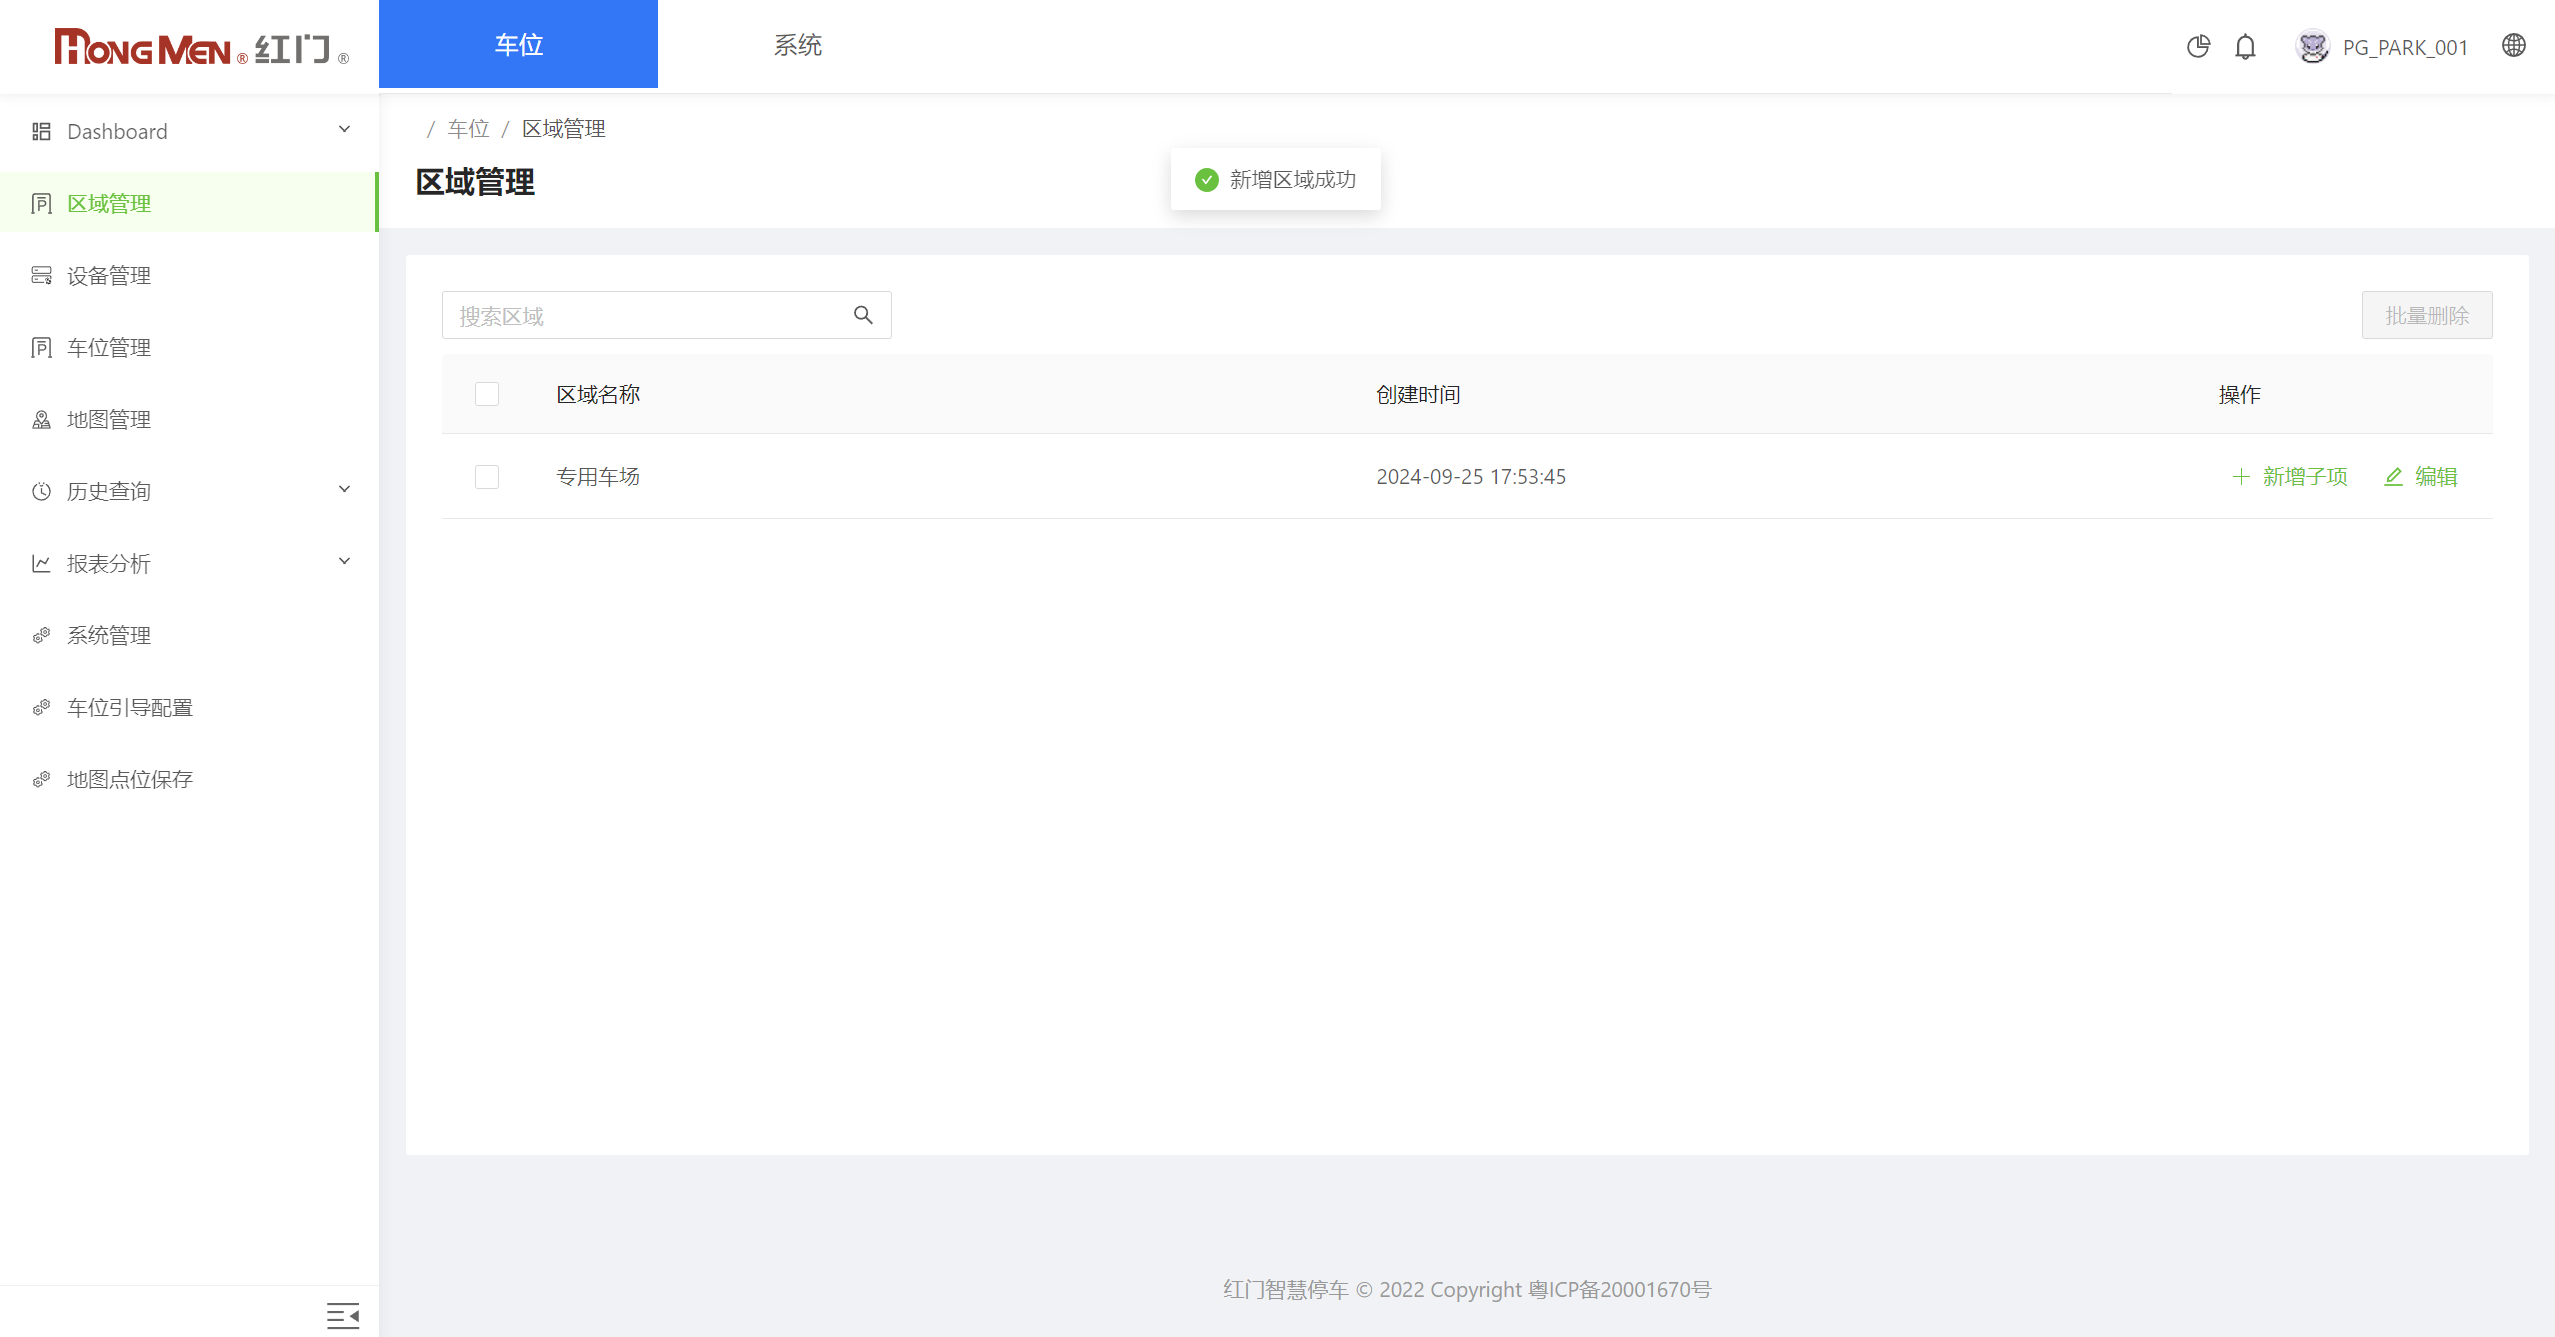 HONGMEN® 红门®
车位
系统
PG_PARK_001
Dashboard
区域管理
设备管理
车位管理
地图管理
历史查询
报表分析
系统管理
车位引导配置
地图点位保存
/ 车位 / 区域管理
区域管理
新增区域成功
搜索区域
批量删除
区域名称 创建时间 操作
专用车场 2024-09-25 17:53:45 新增子项 编辑
红门智慧停车 © 2022 Copyright 粤ICP备20001670号